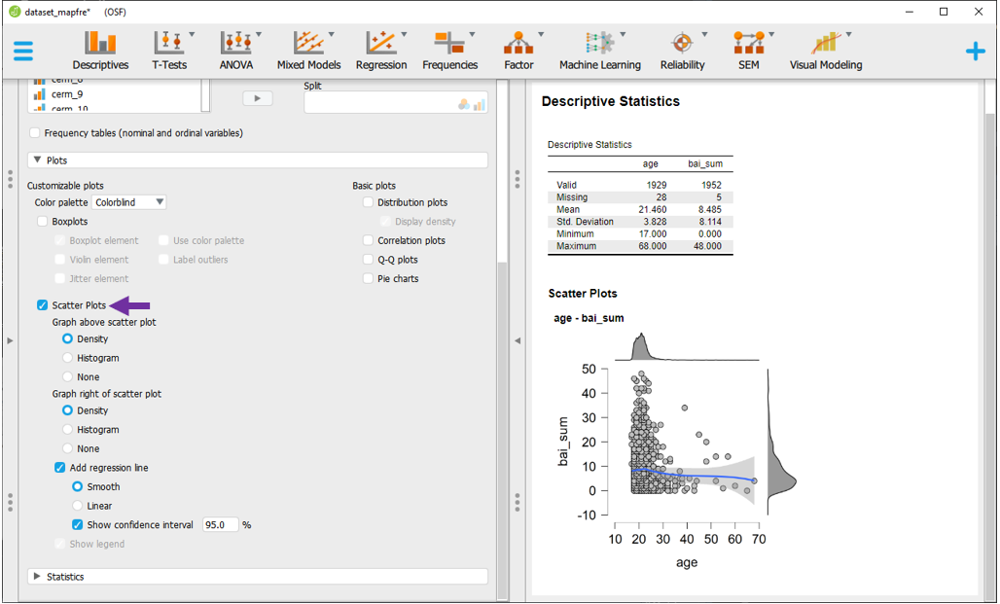 dataset_mapfre* (OSF)
Descriptives T-Tests ANOVA Mixed Models Regression Frequencies Factor Machine Learning Reliability SEM Visual Modeling
cerm_8
cerm_9
cerm_10
Split
Frequency tables (nominal and ordinal variables)
Plots
Customizable plots
Color palette Colorblind
Boxplots
Boxplot element Use color palette
Violin element Label outliers
Jitter element
Basic plots
Distribution plots
Display density
Correlation plots
Q-Q plots
Pie charts
Scatter Plots
Graph above scatter plot
Density
Histogram
None
Graph right of scatter plot
Density
Histogram
None
Add regression line
Smooth
Linear
Show confidence interval 95.0 %
Show legend
Statistics
Descriptive Statistics
Descriptive Statistics
age bai_sum
Valid 1929 1952
Missing 28 5
Mean 21.460 8.485
Std. Deviation 3.828 8.114
Minimum 17.000 0.000
Maximum 68.000 48.000
Scatter Plots
age - bai_sum
50
40
30
20
10
0
-10
bai_sum
10 20 30 40 50 60 70
age